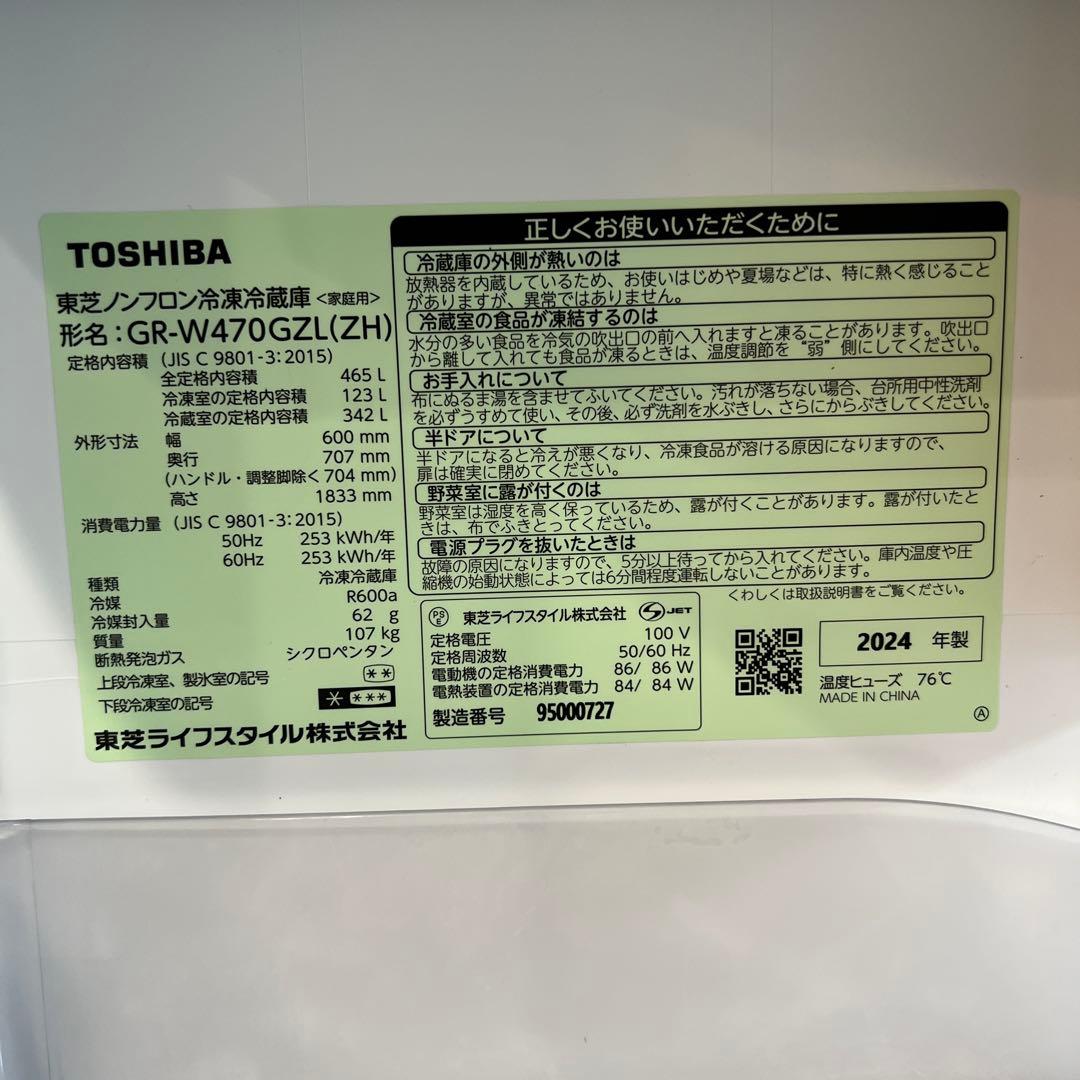 TOSHIBA
東芝ノンフロン冷凍冷蔵庫 <家庭用>
形名:GR-W470GZL(ZH)
定格内容積 (JIS C 9801-3:2015)
全定格内容積 465 L
冷凍室の定格内容積 123 L
冷蔵室の定格内容積 342 L
外形寸法 幅 600 mm
奥行 707 mm
(ハンドル・調整脚除く 704 mm)
高さ 1833 mm
消費電力量 (JIS C 9801-3:2015)
50Hz 253 kWh/年
60Hz 253 kWh/年
種類 冷凍冷蔵庫
冷媒 R600a
冷媒封入量 62 g
質量 107 kg
断熱発泡ガス シクロペンタン
上段冷凍室、製氷室の記号 **
下段冷凍室の記号 * ***
東芝ライフスタイル株式会社
正しくお使いいただくために
冷蔵庫の外側が熱いのは
放熱器を内蔵しているため、お使いはじめや夏場などは、特に熱く感じること
がありますが、異常ではありません。
冷蔵室の食品が凍結するのは
水分の多い食品を冷気の吹出口の前へ入れますと凍ることがあります。吹出口
から離して入れても食品が凍るときは、温度調節を“弱”側にしてください。
お手入れについて
布にぬるま湯を含ませてふいてください。汚れが落ちない場合、台所用中性洗剤
を必ずうすめて使い、その後、必ず洗剤を水ぶきし、さらにからぶきしてください。
半ドアについて
半ドアになると冷えが悪くなり、冷凍食品が溶ける原因になりますので、
扉は確実に閉めてください。
野菜室に露が付くのは
野菜室は湿度を高く保っているため、露が付くことがあります。露が付いたと
きは、布でふきとってください。
電源プラグを抜いたときは
故障の原因になりますので、5分以上待ってから入れてください。庫内温度や圧
縮機の始動状態によっては6分間程度運転しないことがあります。
くわしくは取扱説明書をご覧ください。
PSE 東芝ライフスタイル株式会社 S JET
定格電圧 100 V
定格周波数 50/60 Hz
電動機の定格消費電力 86/ 86 W
電熱装置の定格消費電力 84/ 84 W
製造番号 95000727
2024 年製
温度ヒューズ 76℃
MADE IN CHINA
Ⓐ